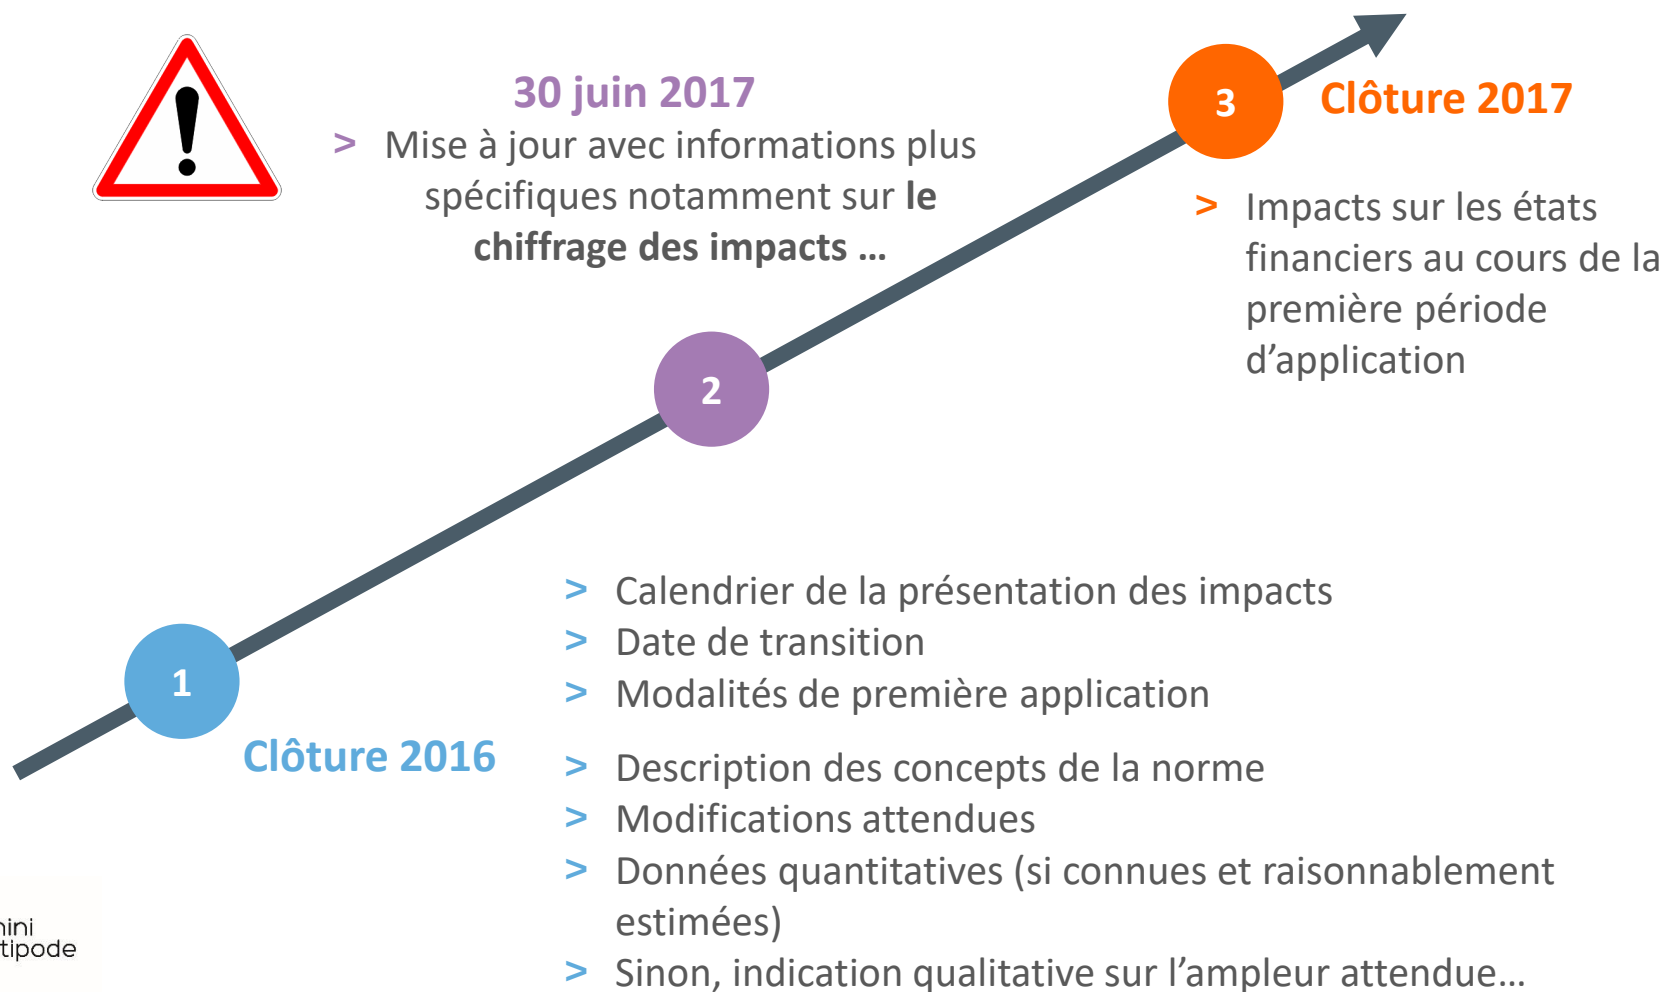 30 juin 2017
> Mise à jour avec informations plus
spécifiques notamment sur le
chiffrage des impacts …
3
Clôture 2017
> Impacts sur les états
financiers au cours de la
première période
d’application
2
1
Clôture 2016
> Calendrier de la présentation des impacts
> Date de transition
> Modalités de première application
> Description des concepts de la norme
> Modifications attendues
> Données quantitatives (si connues et raisonnablement
estimées)
> Sinon, indication qualitative sur l’ampleur attendue…